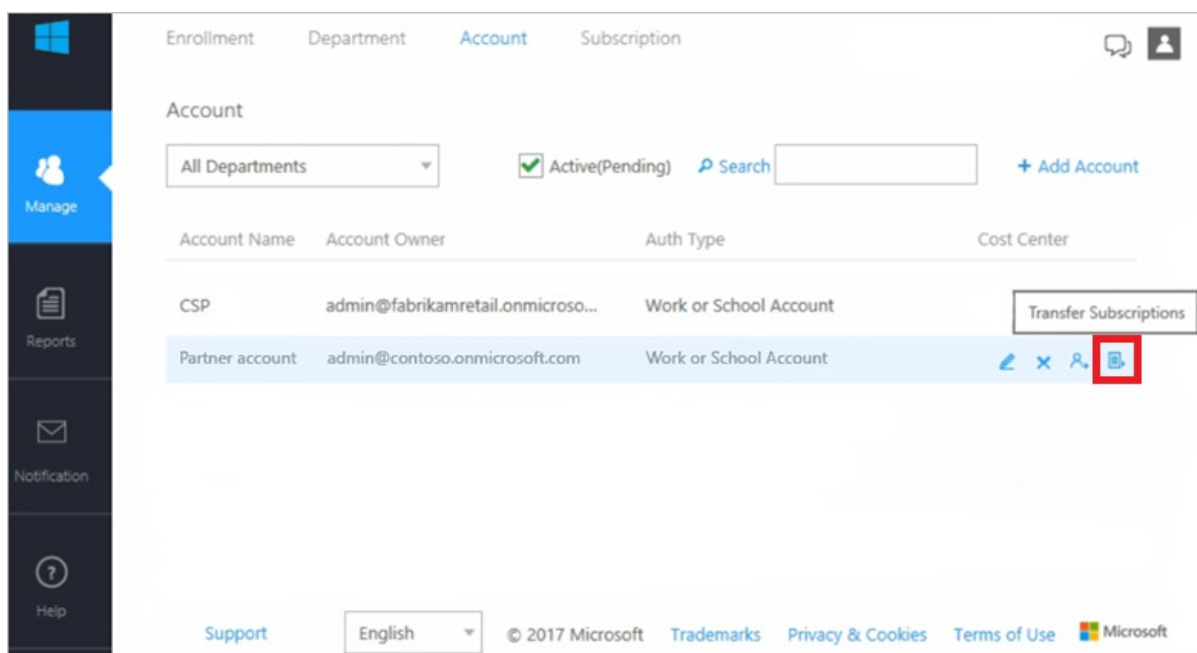 Enrollment Department Account Subscription
Account
All Departments Active(Pending) Search + Add Account
Manage
Account Name Account Owner Auth Type Cost Center
CSP admin@fabrikamretail.onmicroso... Work or School Account
Transfer Subscriptions
Reports
Partner account admin@contoso.onmicrosoft.com Work or School Account
Notification
Help
Support English © 2017 Microsoft Trademarks Privacy & Cookies Terms of Use Microsoft